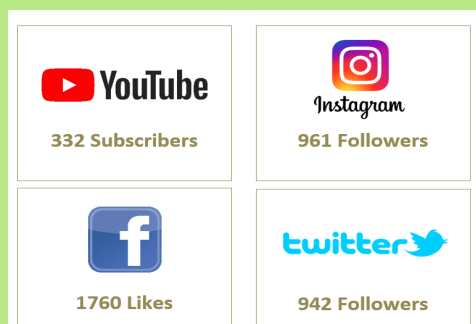 YouTube
332 Subscribers
Instagram
961 Followers
f
1760 Likes
twitter
942 Followers